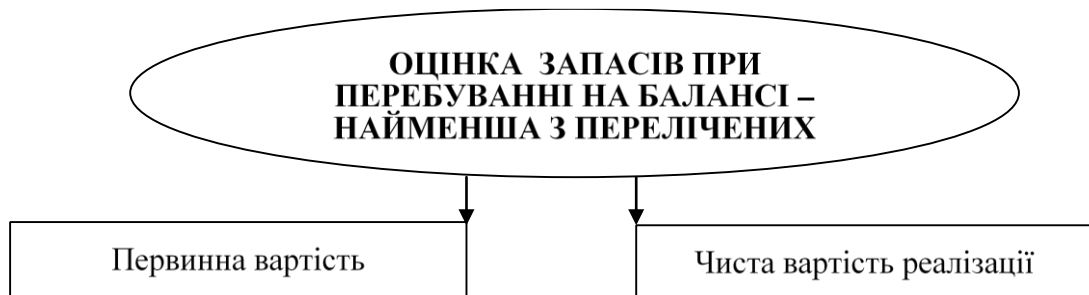 ОЦІНКА ЗАПАСІВ ПРИ
ПЕРЕБУВАННІ НА БАЛАНСІ –
НАЙМЕНША З ПЕРЕЛІЧЕНИХ
Первинна вартість
Чиста вартість реалізації